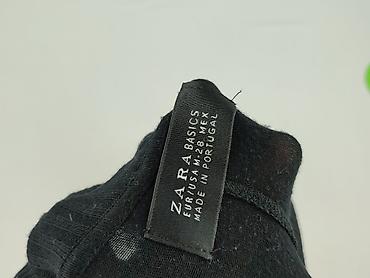 ZARA BASICS
EUR/USA M-28 MEX
MADE IN PORTUGAL